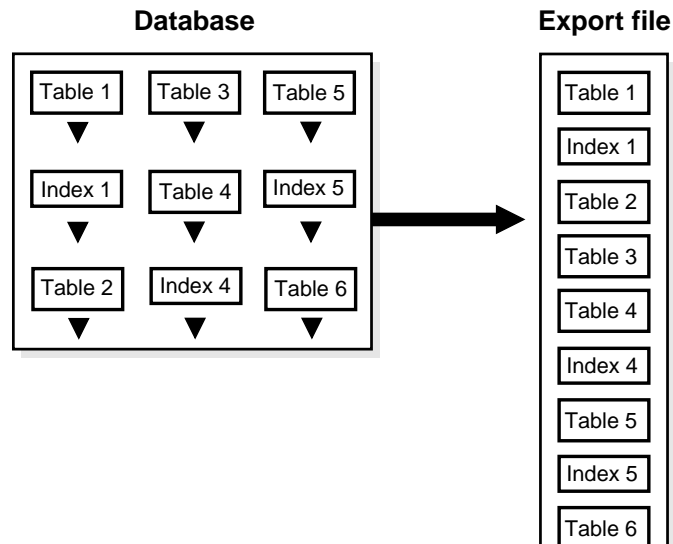 Database
Export file
Table 1
Table 3
Table 5
Index 1
Table 4
Index 5
Table 2
Index 4
Table 6
Table 1
Index 1
Table 2
Table 3
Table 4
Index 4
Table 5
Index 5
Table 6